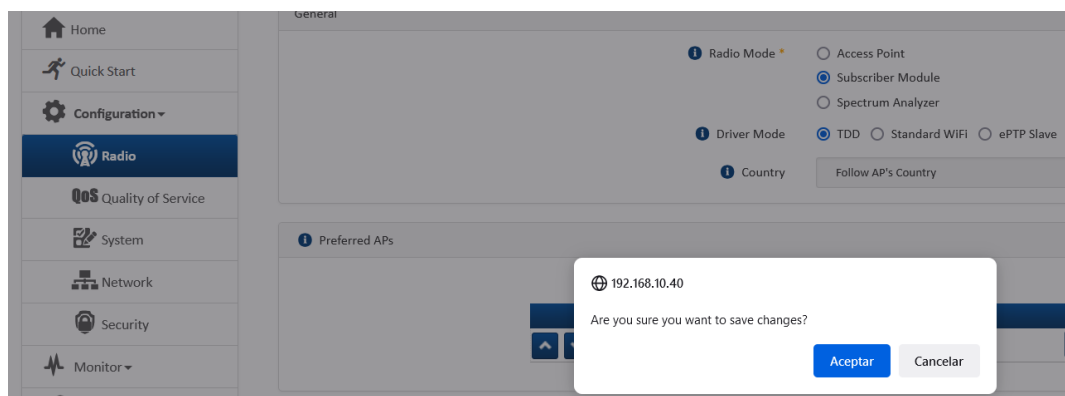 General
Home
Quick Start
Configuration
Radio
QoS Quality of Service
System
Network
Security
Monitor
Radio Mode *
Access Point
Subscriber Module
Spectrum Analyzer
Driver Mode
TDD Standard WiFi ePTP Slave
Country
Follow AP's Country
Preferred APs
192.168.10.40
Are you sure you want to save changes?
Aceptar Cancelar